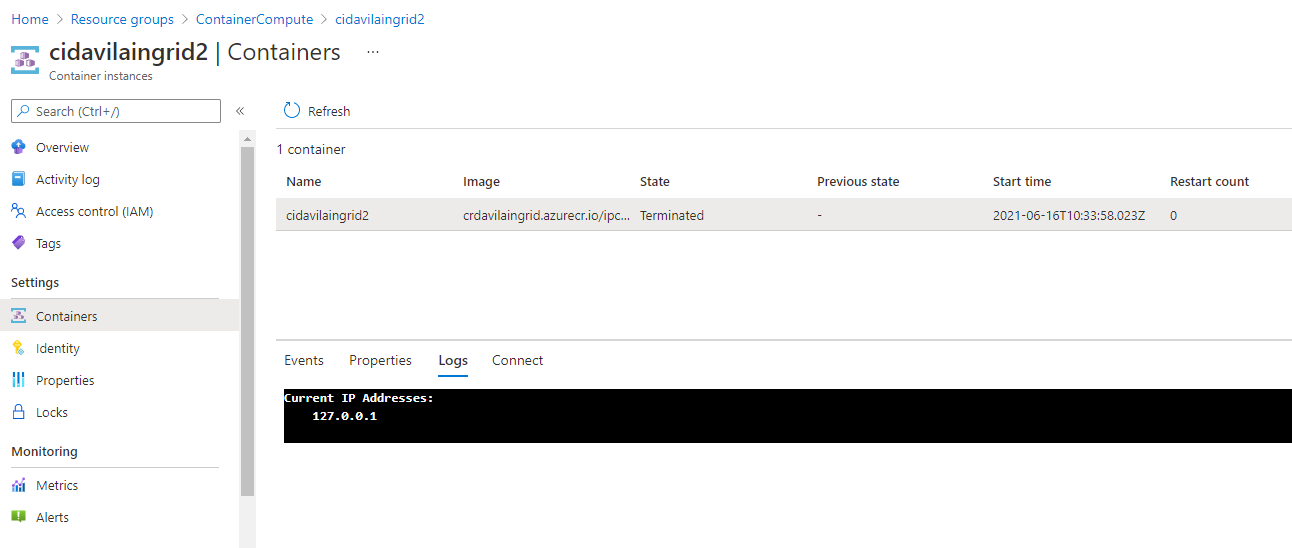 Home > Resource groups > ContainerCompute > cidavilaingrid2
cidavilaingrid2 | Containers ...
Container instances
Search (Ctrl+/) «
Overview
Activity log
Access control (IAM)
Tags
Settings
Containers
Identity
Properties
Locks
Monitoring
Metrics
Alerts
Refresh
1 container
Name Image State Previous state Start time Restart count
cidavilaingrid2 crdavilaingrid.azurecr.io/ipc... Terminated - 2021-06-16T10:33:58.023Z 0
Events Properties Logs Connect
Current IP Addresses:
127.0.0.1